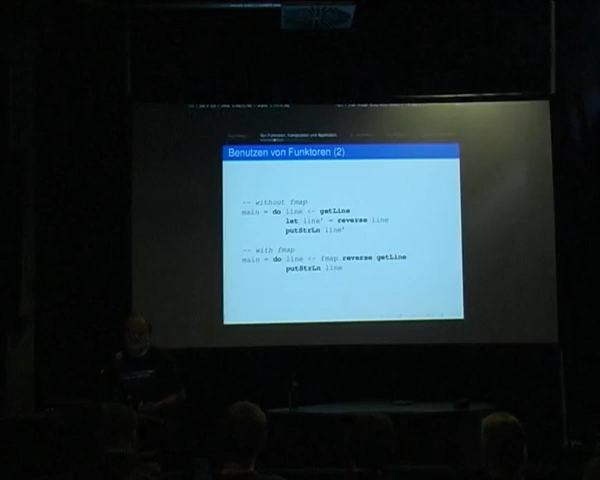 Benutzen von Funktoren (2)
-- without fmap
main = do line <- getLine
let line' = reverse line
putStrLn line'
-- with fmap
main = do line <- fmap reverse getLine
putStrLn line